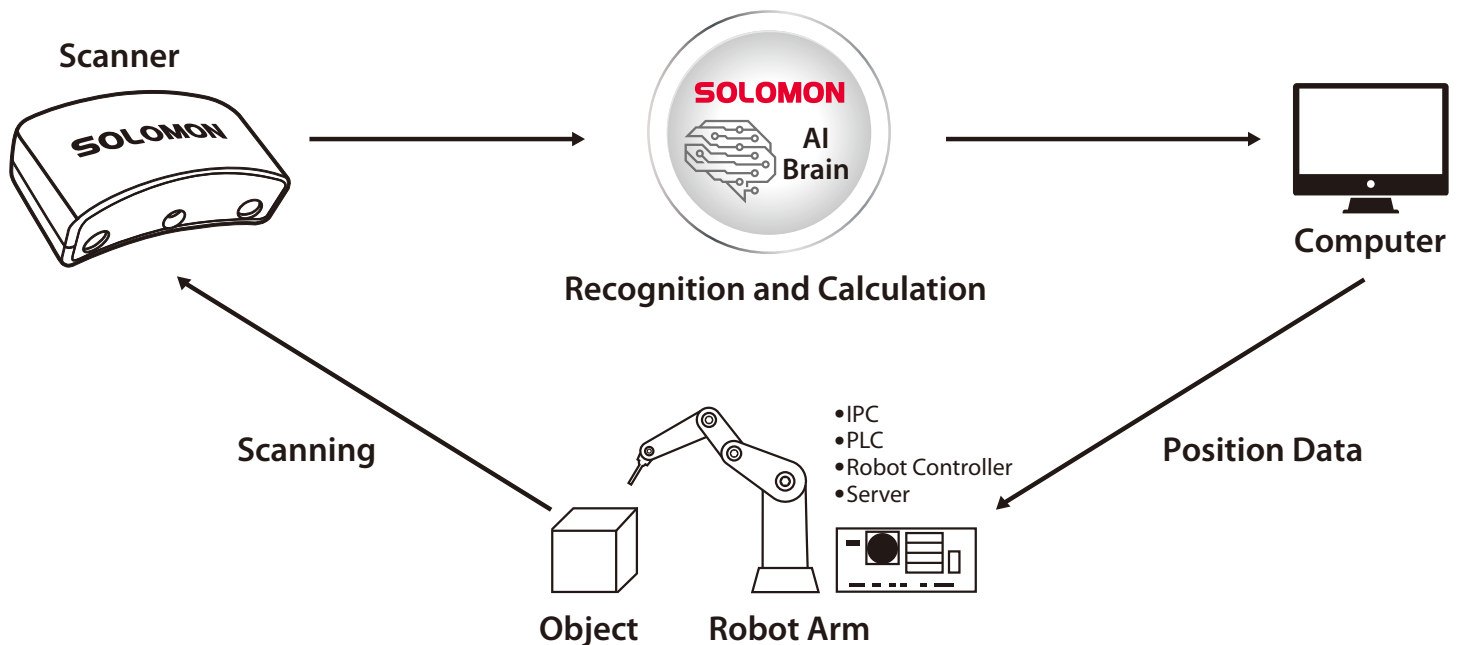 Scanner
SOLOMON
SOLOMON
AI
Brain
Recognition and Calculation
Computer
Scanning
•IPC
•PLC
•Robot Controller
•Server
Position Data
Object
Robot Arm